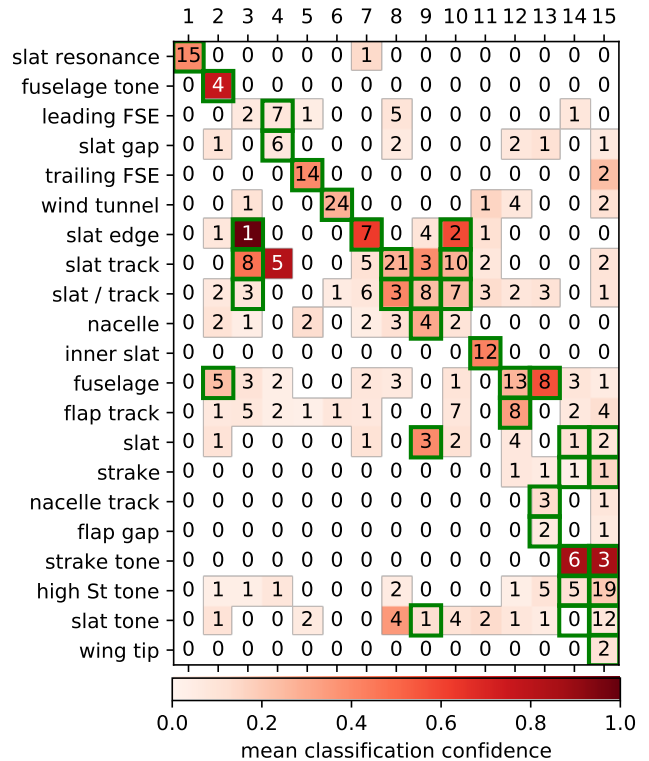 1 2 3 4 5 6 7 8 9 10 11 12 13 14 15
slat resonance 15 0 0 0 0 0 1 0 0 0 0 0 0 0 0
fuselage tone 0 4 0 0 0 0 0 0 0 0 0 0 0 0 0
leading FSE 0 0 2 7 1 0 0 5 0 0 0 0 0 1 0
slat gap 0 1 0 6 0 0 0 2 0 0 0 2 1 0 1
trailing FSE 0 0 0 0 14 0 0 0 0 0 0 0 0 0 2
wind tunnel 0 0 1 0 0 24 0 0 0 0 1 4 0 0 2
slat edge 0 1 1 0 0 0 7 0 4 2 1 0 0 0 0
slat track 0 0 8 5 0 0 5 21 3 10 2 0 0 0 2
slat / track 0 2 3 0 0 1 6 3 8 7 3 2 3 0 1
nacelle 0 2 1 0 2 0 2 3 4 2 0 0 0 0 0
inner slat 0 0 0 0 0 0 0 0 0 0 12 0 0 0 0
fuselage 0 5 3 2 0 0 2 3 0 1 0 13 8 3 1
flap track 0 1 5 2 1 1 1 0 0 7 0 8 0 2 4
slat 0 1 0 0 0 0 1 0 3 2 0 4 0 1 2
strake 0 0 0 0 0 0 0 0 0 0 0 1 1 1 1
nacelle track 0 0 0 0 0 0 0 0 0 0 0 0 3 0 1
flap gap 0 0 0 0 0 0 0 0 0 0 0 0 2 0 1
strake tone 0 0 0 0 0 0 0 0 0 0 0 0 0 6 3
high St tone 0 1 1 1 0 0 0 2 0 0 0 1 5 5 19
slat tone 0 1 0 0 2 0 0 4 1 4 2 1 1 0 12
wing tip 0 0 0 0 0 0 0 0 0 0 0 0 0 0 2
0.0 0.2 0.4 0.6 0.8 1.0
mean classification confidence